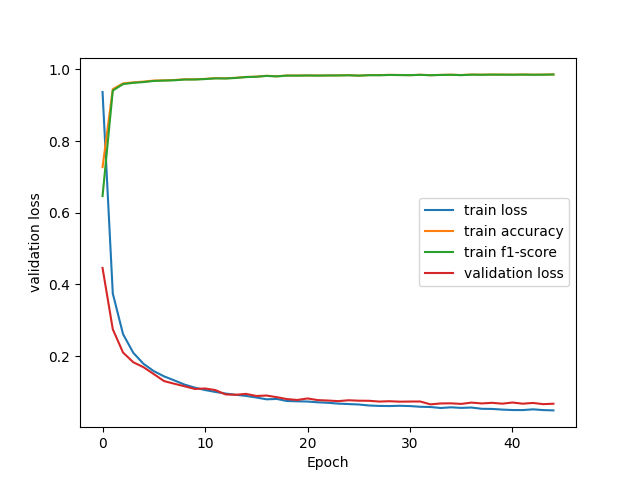 1.0
0.8
0.6
0.4
0.2
validation loss
train loss
train accuracy
train f1-score
validation loss
0 10 20 30 40
Epoch